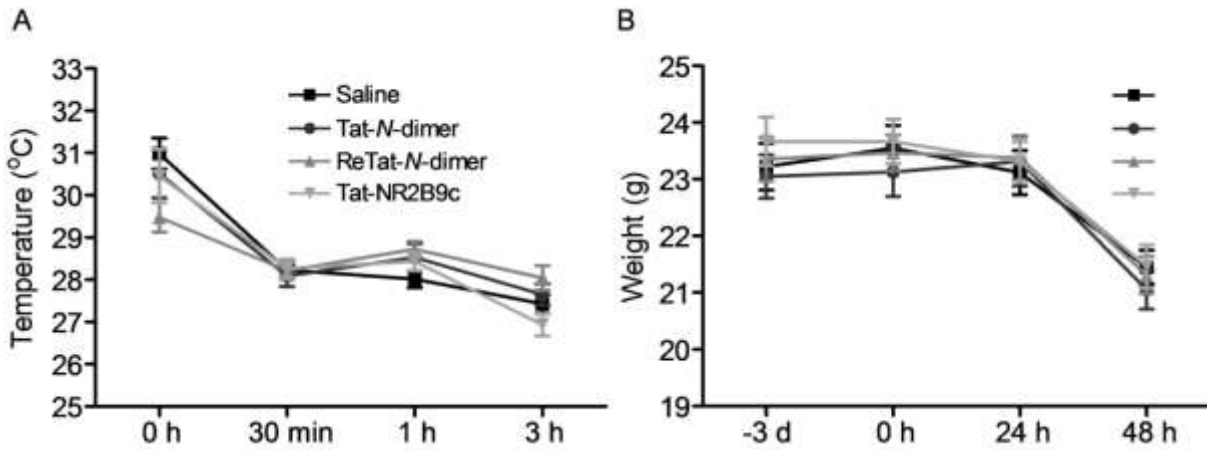 A
Temperature (°C)
33
32
31
30
29
28
27
26
25
Saline
Tat-N-dimer
ReTat-N-dimer
Tat-NR2B9c
0 h 30 min 1 h 3 h
B
Weight (g)
25
24
23
22
21
20
19
-3 d 0 h 24 h 48 h